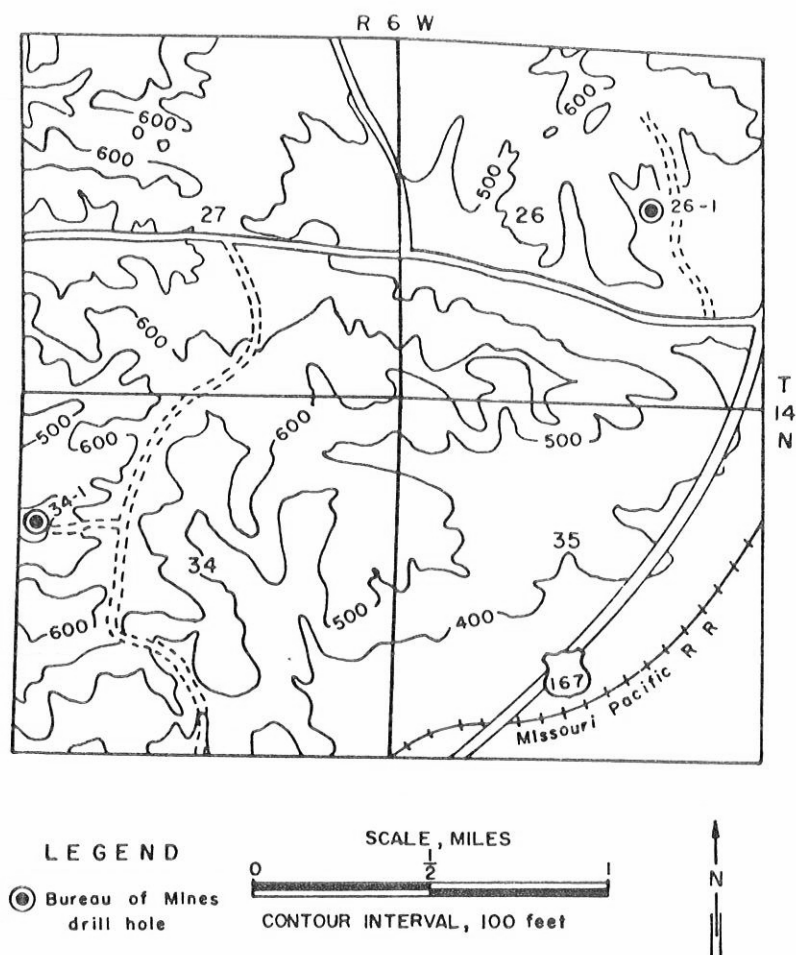 R 6 W
600
600
600
27
500
26
26-1
600
T
14
N
500
600
600
500
34-1
34
35
600
500
400
167
Missouri Pacific R R
LEGEND
Bureau of Mines
drill hole
SCALE, MILES
0 1/2 1
CONTOUR INTERVAL, 100 feet
N